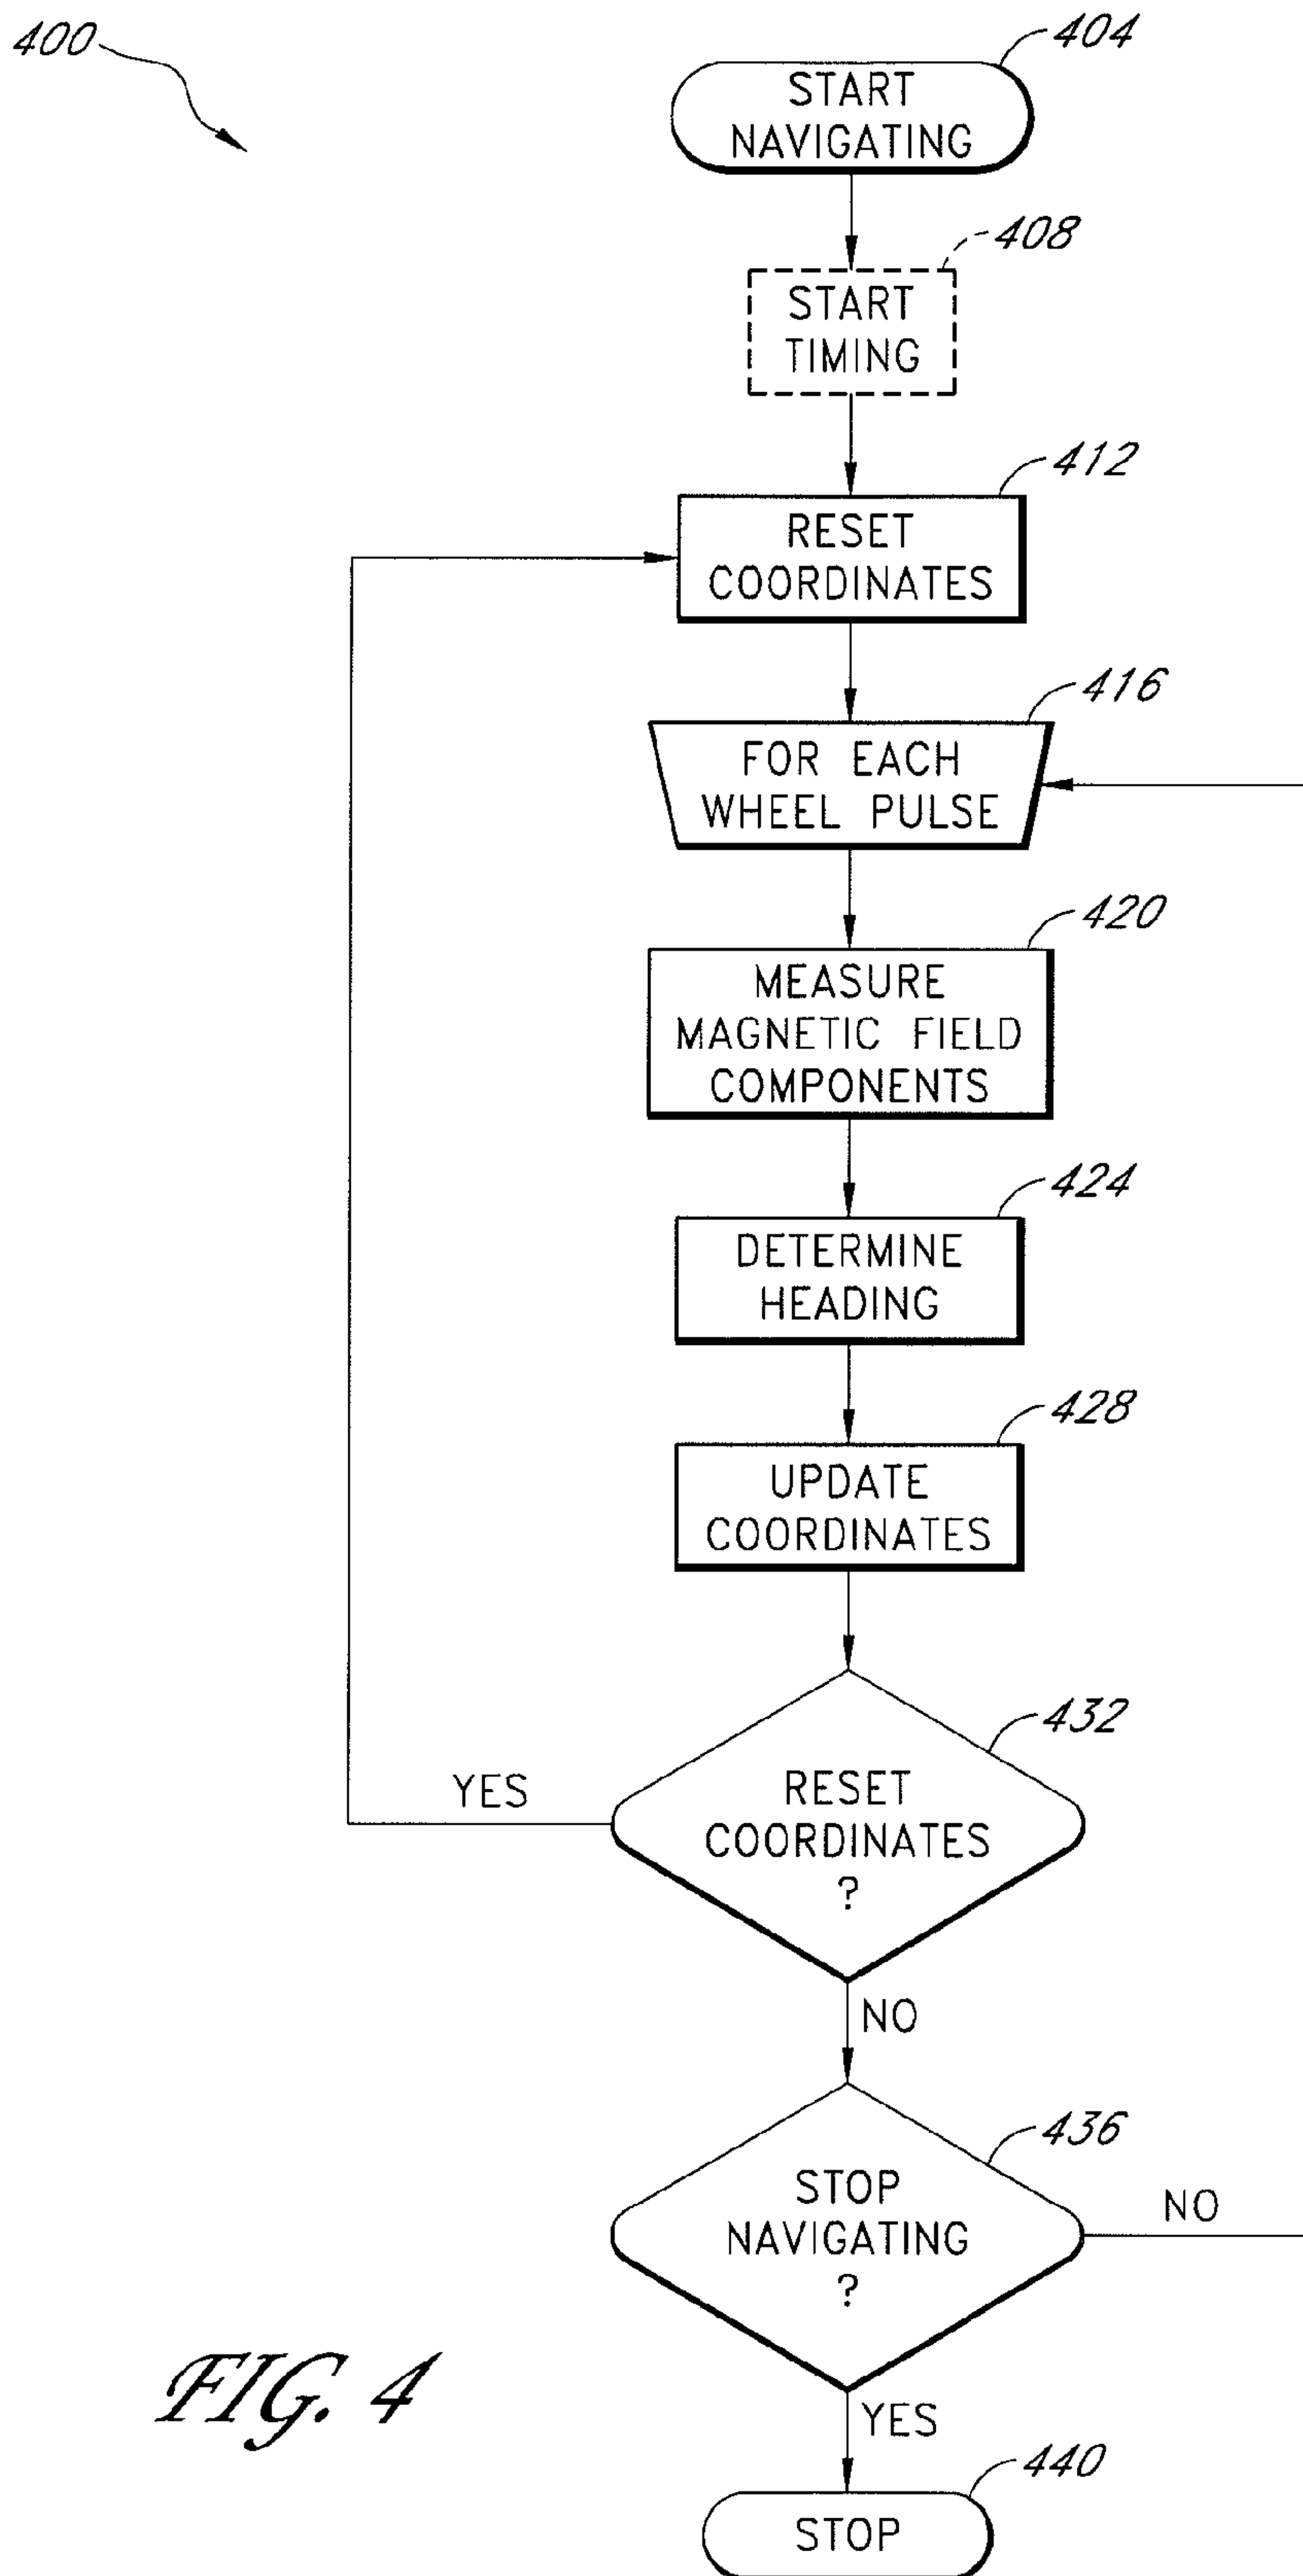 400
404
START
NAVIGATING
408
START
TIMING
412
RESET
COORDINATES
416
FOR EACH
WHEEL PULSE
420
MEASURE
MAGNETIC FIELD
COMPONENTS
424
DETERMINE
HEADING
428
UPDATE
COORDINATES
432
RESET
COORDINATES
?
YES
NO
436
STOP
NAVIGATING
?
NO
YES
440
STOP
FIG. 4